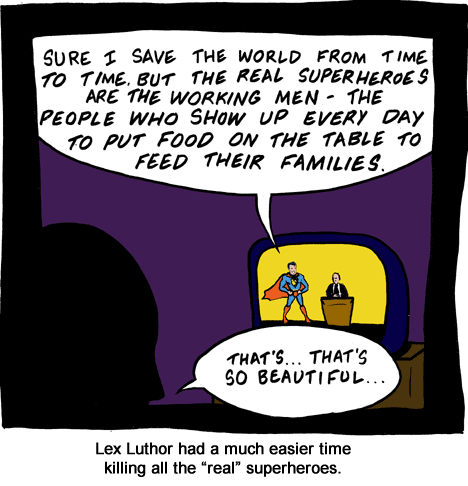 SURE I SAVE THE WORLD FROM TIME
TO TIME. BUT THE REAL SUPERHEROES
ARE THE WORKING MEN - THE
PEOPLE WHO SHOW UP EVERY DAY
TO PUT FOOD ON THE TABLE TO
FEED THEIR FAMILIES.
THAT'S... THAT'S
SO BEAUTIFUL...
Lex Luthor had a much easier time
killing all the “real” superheroes.